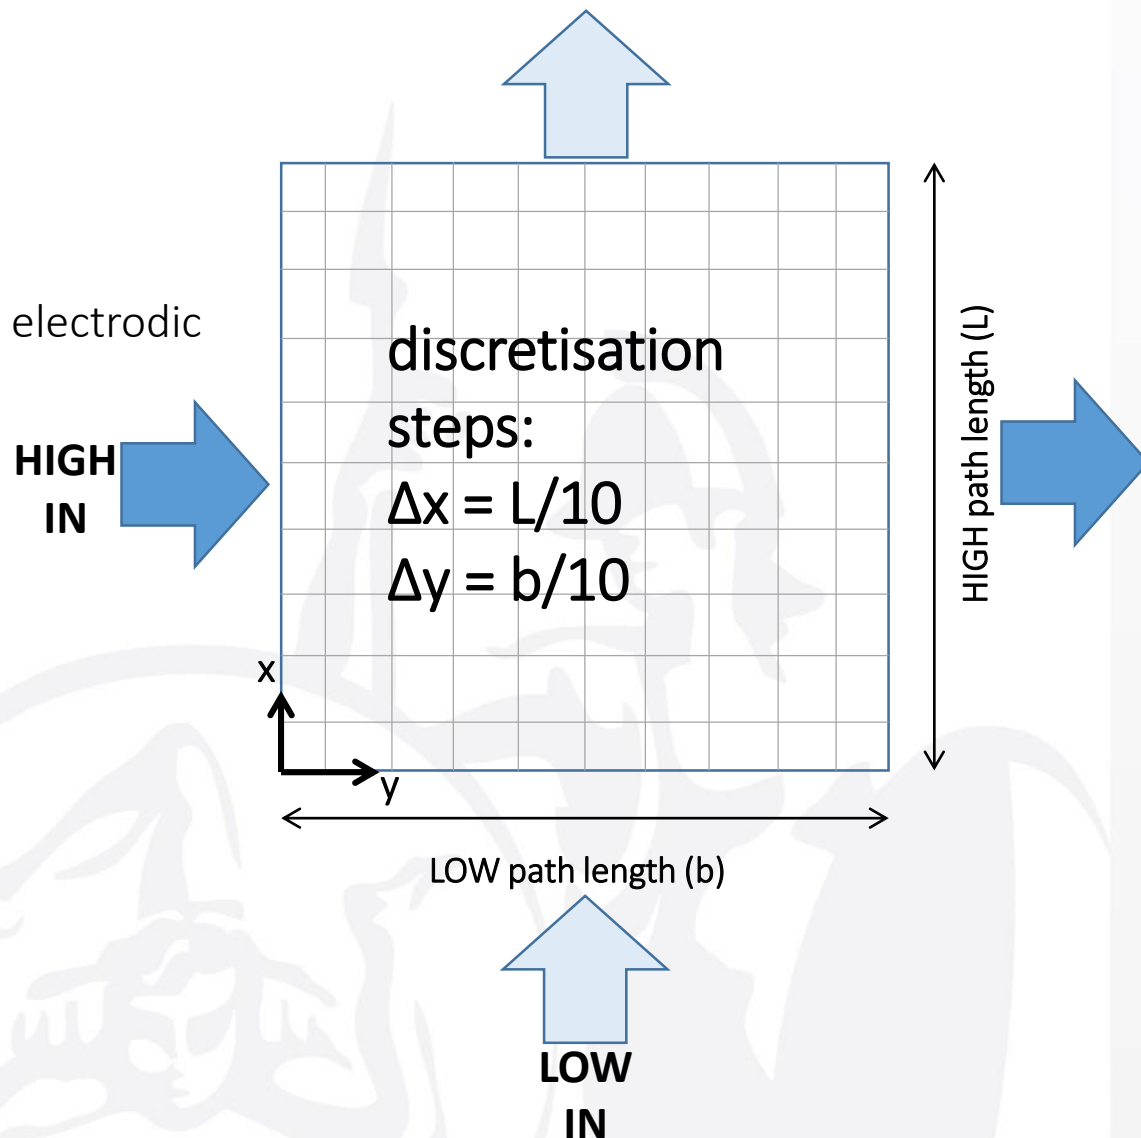 electrodic
discretisation
steps:
Δx = L/10
Δy = b/10
HIGH
IN
HIGH path length (L)
x
y
LOW path length (b)
LOW
IN